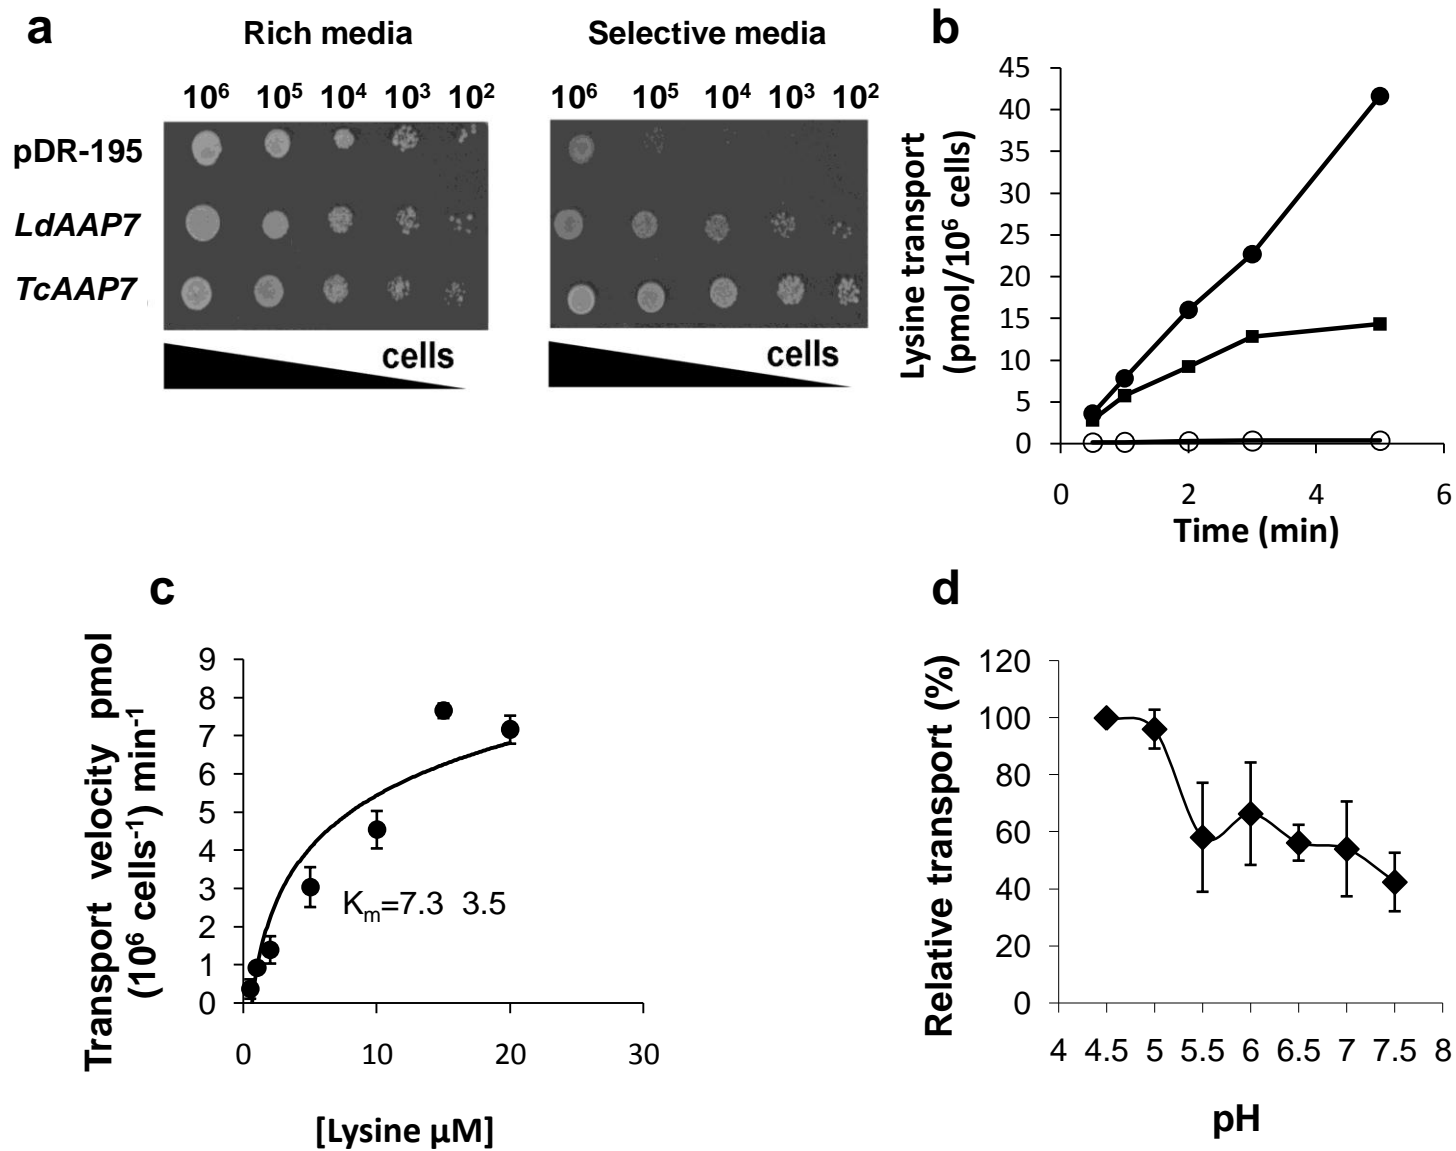 a
Rich media
Selective media
10⁶ 10⁵ 10⁴ 10³ 10²
10⁶ 10⁵ 10⁴ 10³ 10²
pDR-195
LdAAP7
TcAAP7
cells
cells
b
Lysine transport
(pmol/10⁶ cells)
45
40
35
30
25
20
15
10
5
0
0 2 4 6
Time (min)
c
Transport velocity pmol
(10⁶ cells⁻¹) min⁻¹
9
8
7
6
5
4
3
2
1
0
Kₘ=7.3 3.5
0 10 20 30
[Lysine µM]
d
Relative transport (%)
120
100
80
60
40
20
0
4 4.5 5 5.5 6 6.5 7 7.5 8
pH